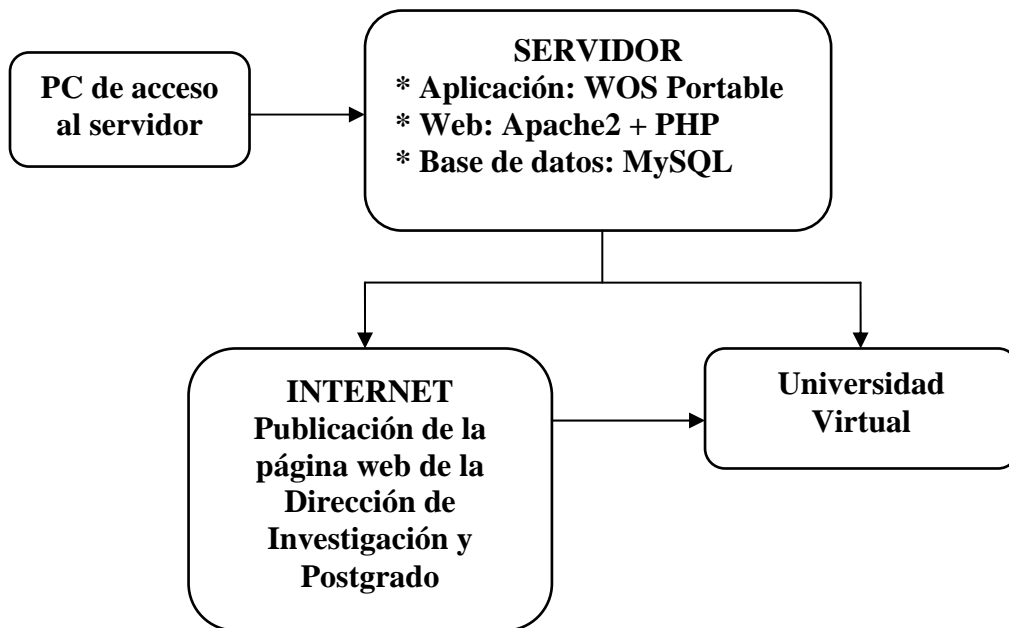 PC de acceso
al servidor
SERVIDOR
* Aplicación: WOS Portable
* Web: Apache2 + PHP
* Base de datos: MySQL
INTERNET
Publicación de la
página web de la
Dirección de
Investigación y
Postgrado
Universidad
Virtual